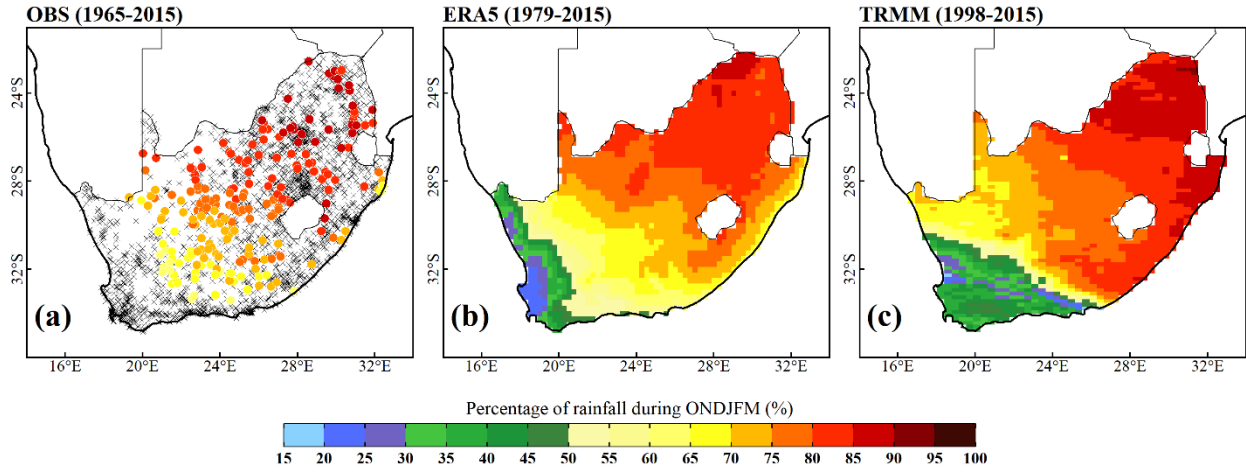 OBS (1965-2015) ERA5 (1979-2015) TRMM (1998-2015)
24°S 24°S 24°S
28°S 28°S 28°S
32°S 32°S 32°S
(a) (b) (c)
16°E 20°E 24°E 28°E 32°E 16°E 20°E 24°E 28°E 32°E 16°E 20°E 24°E 28°E 32°E
Percentage of rainfall during ONDJFM (%)
15 20 25 30 35 40 45 50 55 60 65 70 75 80 85 90 95 100